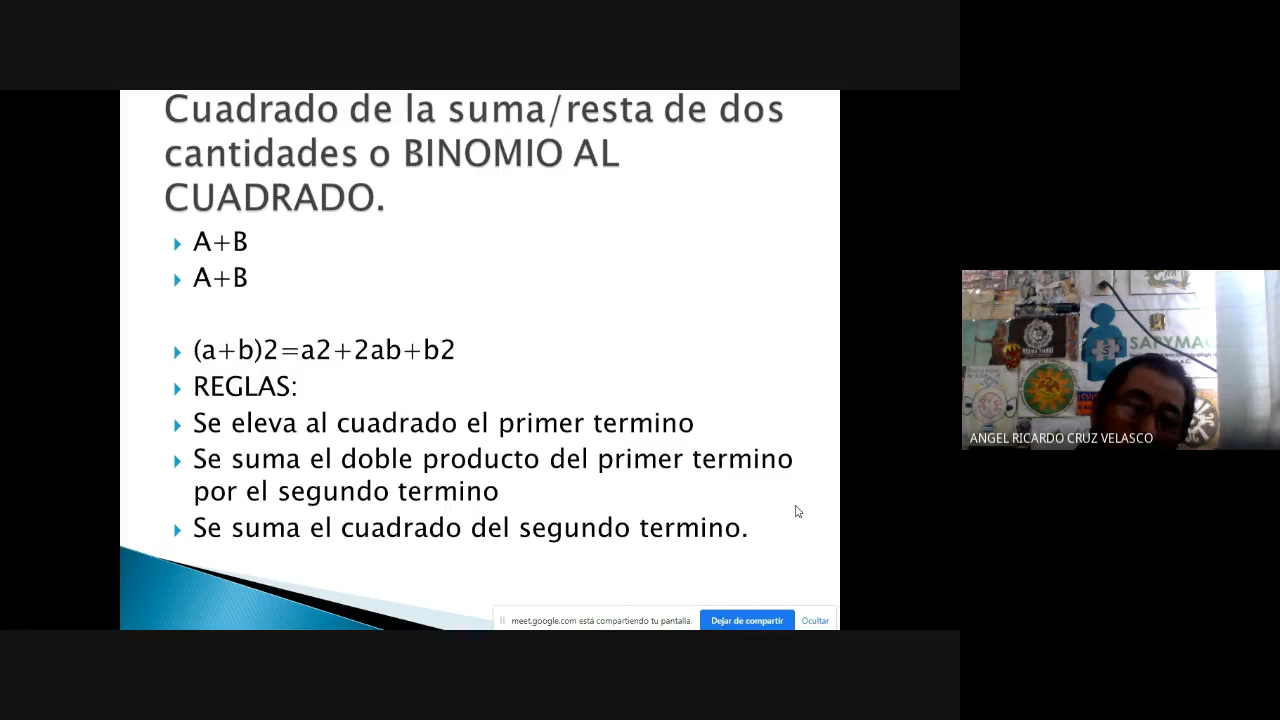 Cuadrado de la suma/resta de dos
cantidades o BINOMIO AL
CUADRADO.
A+B
A+B
(a+b)2=a2+2ab+b2
REGLAS:
Se eleva al cuadrado el primer termino
Se suma el doble producto del primer termino
por el segundo termino
Se suma el cuadrado del segundo termino.
meet.google.com está compartiendo tu pantalla.
Dejar de compartir
Ocultar
ANGEL RICARDO CRUZ VELASCO